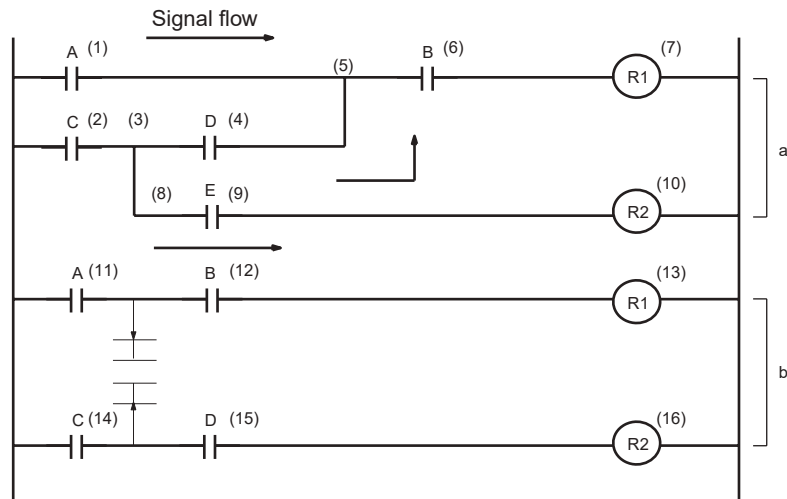 Signal flow
A (1) (5) B (6) (7)
R1
C (2) (3) D (4)
a
(8) E (9) (10)
R2
A (11) B (12) (13)
R1
b
C (14) D (15) (16)
R2